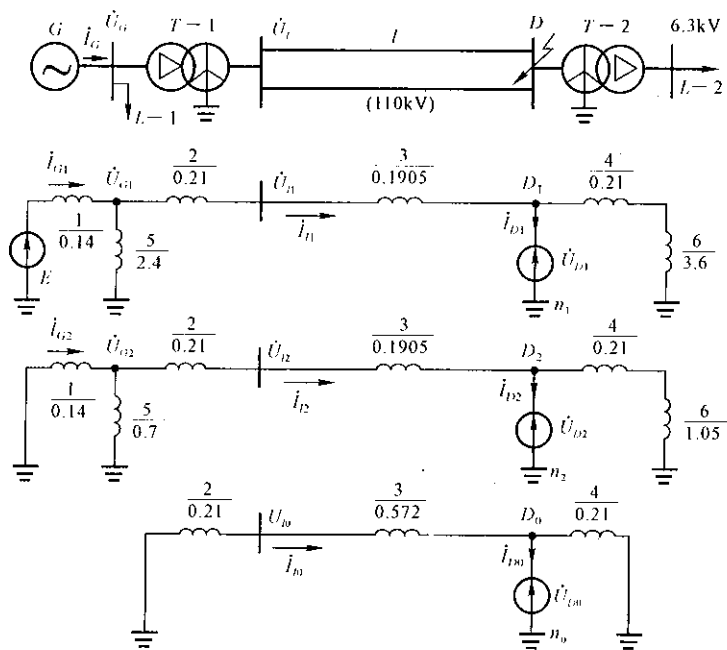 G İ_G U̇_G T−1 U̇_l l D T−2 6.3kV
L−1 (110kV) L−2
İ_G1 U̇_G1 2/0.21 U̇_l1 3/0.1905 D_1 4/0.21
1/0.14 5/2.4 İ_l1 İ_D1 6/3.6
E U̇_D1
n_1
İ_G2 U̇_G2 2/0.21 U̇_l2 3/0.1905 D_2 4/0.21
1/0.14 5/0.7 İ_l2 İ_D2 6/1.05
U̇_D2
n_2
2/0.21 U_l0 3/0.572 D_0 4/0.21
İ_l0 İ_D0
U̇_D0
n_0